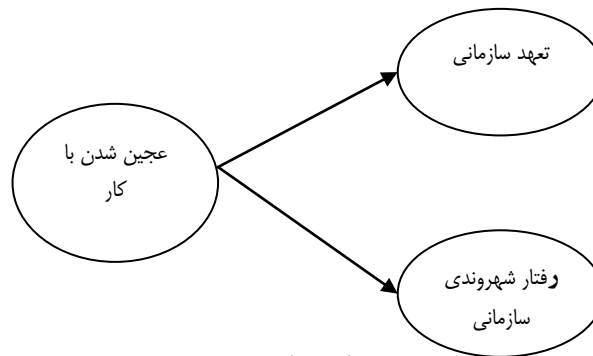 تعهد سازمانی
عجین شدن با
کار
رفتار شهروندی
سازمانی